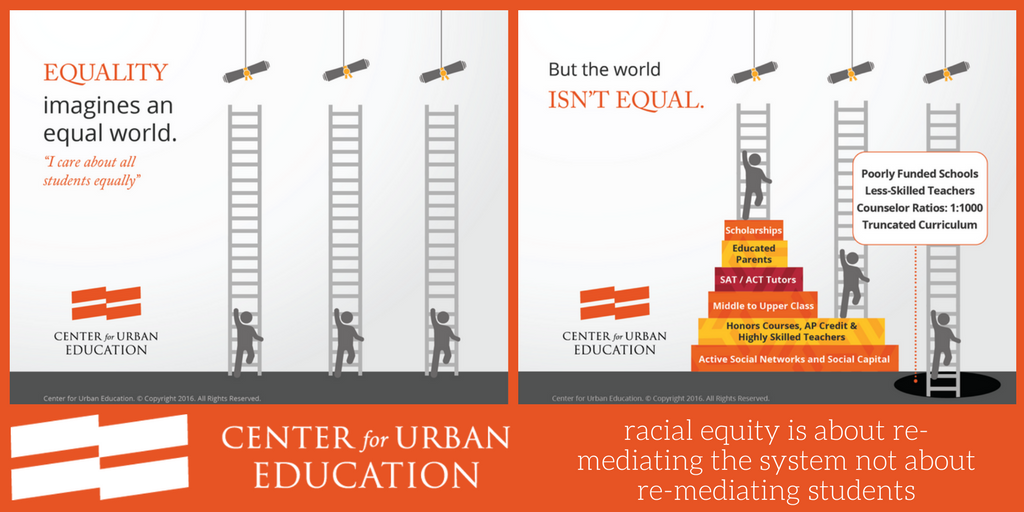 EQUALITY
imagines an
equal world.
“I care about all
students equally”
CENTER for URBAN
EDUCATION
Center for Urban Education. © Copyright 2016. All Rights Reserved.
But the world
ISN’T EQUAL.
Poorly Funded Schools
Less-Skilled Teachers
Counselor Ratios: 1:1000
Truncated Curriculum
Scholarships
Educated
Parents
SAT / ACT Tutors
Middle to Upper Class
Honors Courses, AP Credit &
Highly Skilled Teachers
Active Social Networks and Social Capital
CENTER for URBAN
EDUCATION
Center for Urban Education. © Copyright 2016. All Rights Reserved.
CENTER for URBAN
EDUCATION
racial equity is about re-
mediating the system not about
re-mediating students